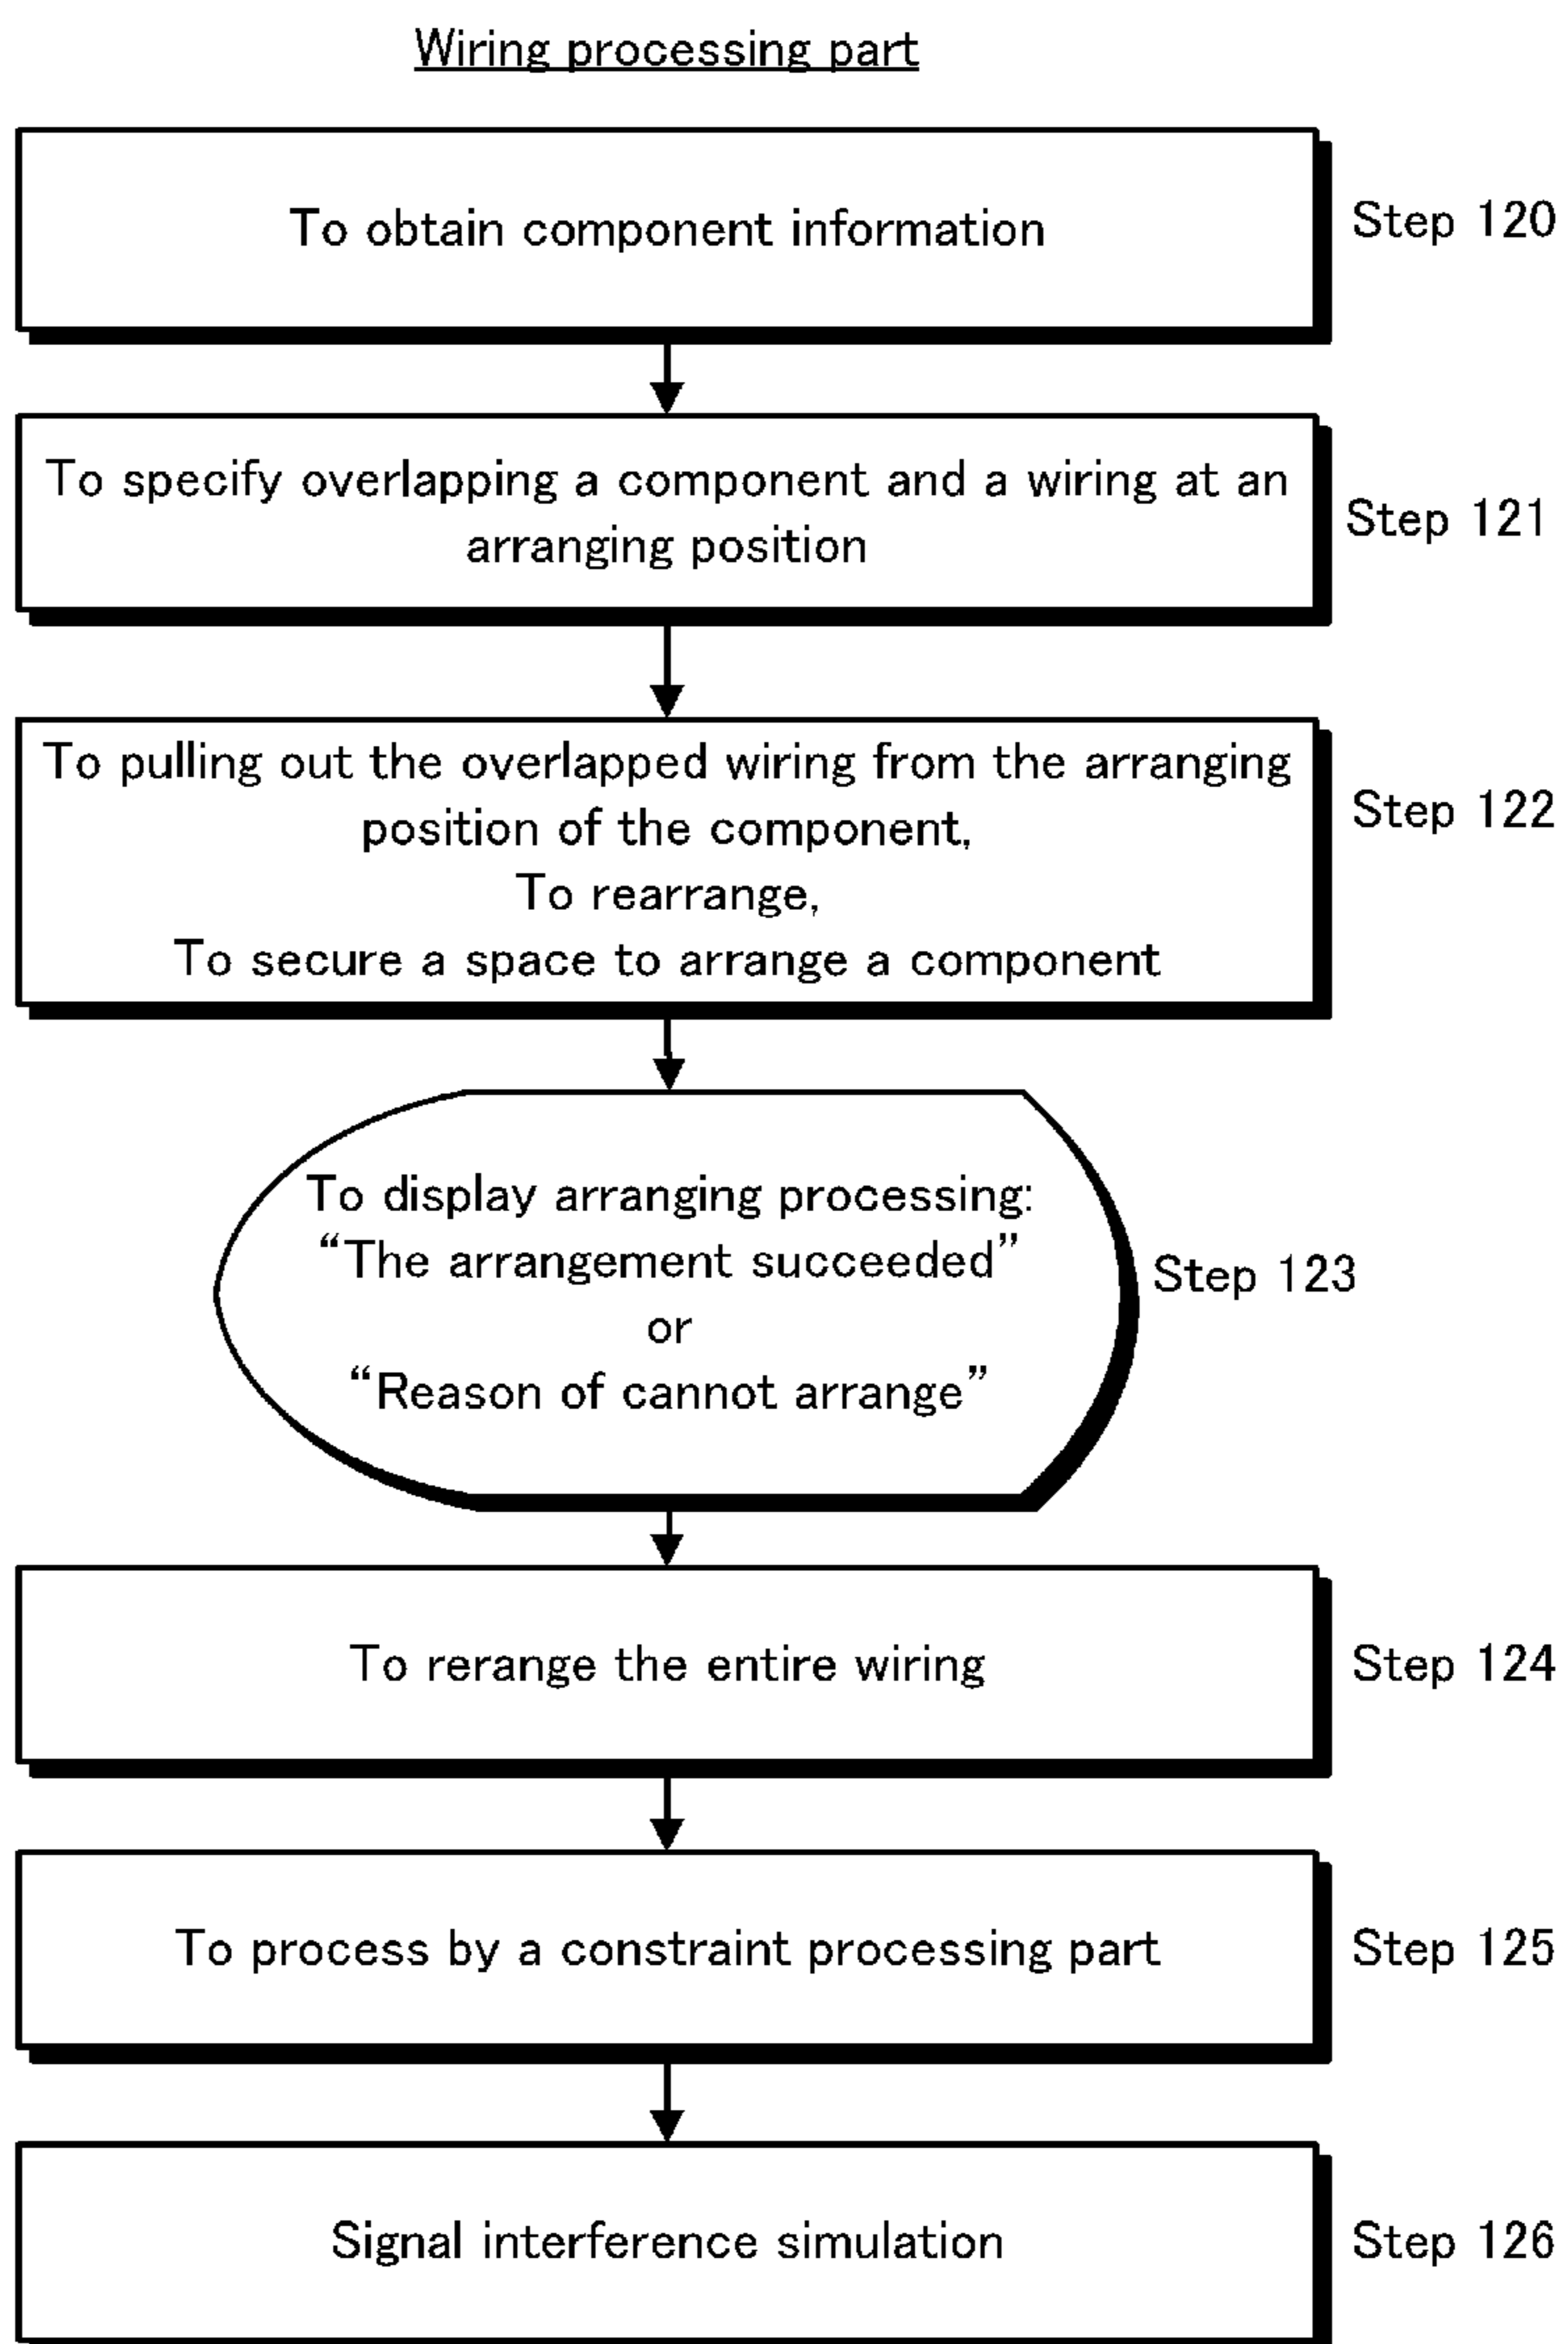 Wiring processing part
To obtain component information
Step 120
To specify overlapping a component and a wiring at an
arranging position
Step 121
To pulling out the overlapped wiring from the arranging
position of the component,
To rearrange,
To secure a space to arrange a component
Step 122
To display arranging processing:
“The arrangement succeeded”
or
“Reason of cannot arrange”
Step 123
To rerange the entire wiring
Step 124
To process by a constraint processing part
Step 125
Signal interference simulation
Step 126